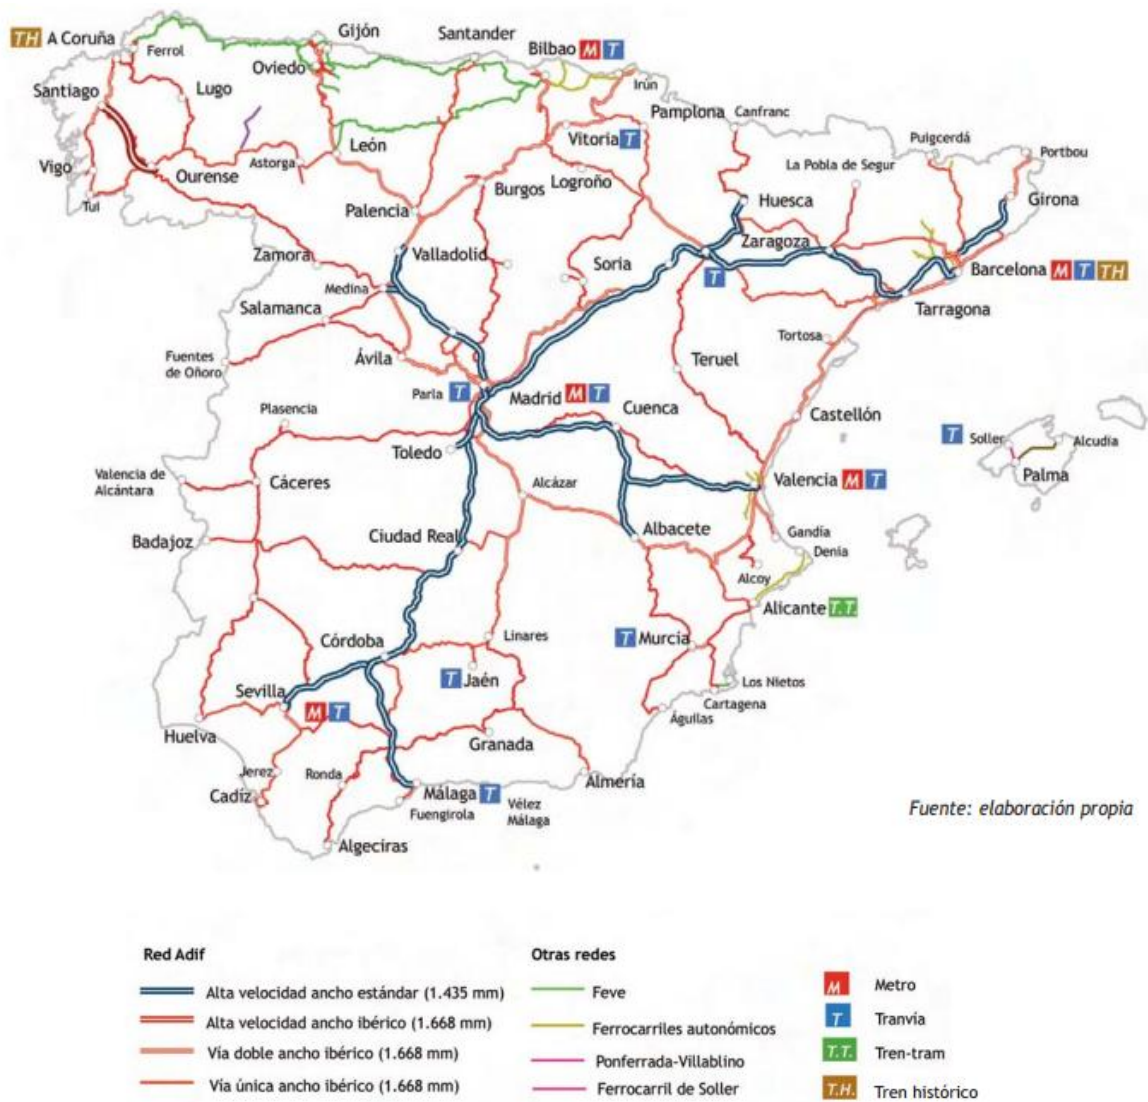 TH A Coruña
Ferrol
Gijón
Santander
Bilbao M T
Oviedo
Irún
Santiago
Lugo
Pamplona
Canfranc
Vitoria T
Puigcerdá
Portbou
León
La Pobla de Segur
Astorga
Vigo
Ourense
Logroño
Burgos
Tui
Huesca
Girona
Palencia
Zaragoza
Valladolid
Zamora
Soria
T
Barcelona M T TH
Medina
Salamanca
Tarragona
Tortosa
Fuentes
de Oñoro
Ávila
Teruel
Parla T
Madrid M T
Plasencia
Cuenca
Castellón
T
Soller
Alcudia
Toledo
Palma
Valencia de
Alcántara
Cáceres
Alcázar
Valencia M T
Badajoz
Ciudad Real
Albacete
Gandía
Denia
Alcoy
Alicante T.T.
Córdoba
Linares
T Murcia
T Jaén
Los Nietos
Sevilla
Cartagena
M T
Águilas
Huelva
Granada
Jerez
Ronda
Almería
Cadíz
Málaga T
Vélez
Málaga
Fuengirola
Fuente: elaboración propia
Algeciras
Red Adif
Alta velocidad ancho estándar (1.435 mm)
Alta velocidad ancho ibérico (1.668 mm)
Vía doble ancho ibérico (1.668 mm)
Vía única ancho ibérico (1.668 mm)
Otras redes
Feve
Ferrocarriles autonómicos
Ponferrada-Villablino
Ferrocarril de Soller
M Metro
T Tranvía
T.T. Tren-tram
T.H. Tren histórico